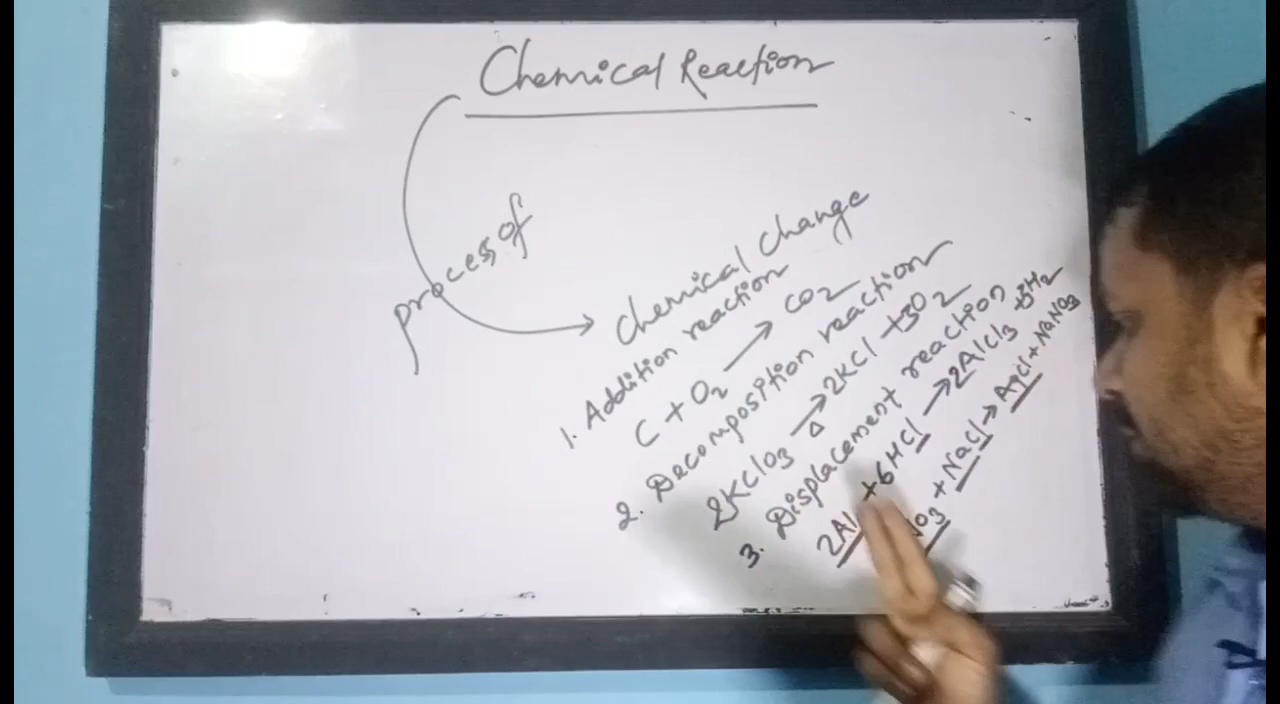 Chemical Reaction
process of
Chemical Change
1. Addition reaction
C + O2 → CO2
2. Decomposition reaction
2KClO3 →Δ 2KCl + 3O2
3. Displacement reaction
2Al + 6HCl → 2AlCl3 + 3H2
NO3 + NaCl → AgCl + NaNO3